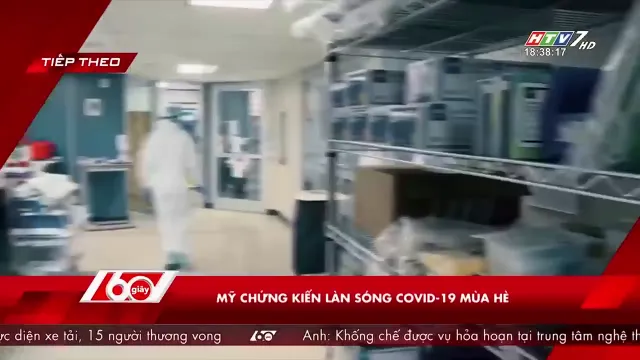 HTV7 HD
18:38:17
TIẾP THEO
60 giây
MỸ CHỨNG KIẾN LÀN SÓNG COVID-19 MÙA HÈ
diện xe tải, 15 người thương vong 60 Anh: Khống chế được vụ hỏa hoạn tại trung tâm nghệ